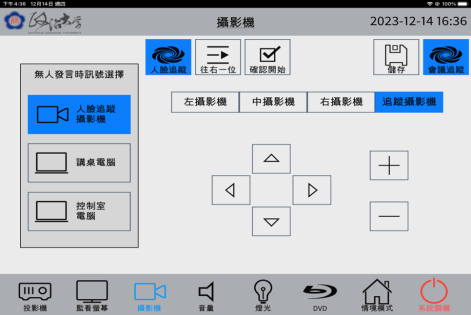 下午4:36 12月14日 週四
100%
政治大學
攝影機
2023-12-14 16:36
人臉追蹤
往右一位
確認開始
儲存
會議追蹤
無人發言時訊號選擇
人臉追蹤
攝影機
講桌電腦
控制室
電腦
左攝影機
中攝影機
右攝影機
追蹤攝影機
投影機
監看螢幕
攝影機
音量
燈光
DVD
情境模式
系統關機